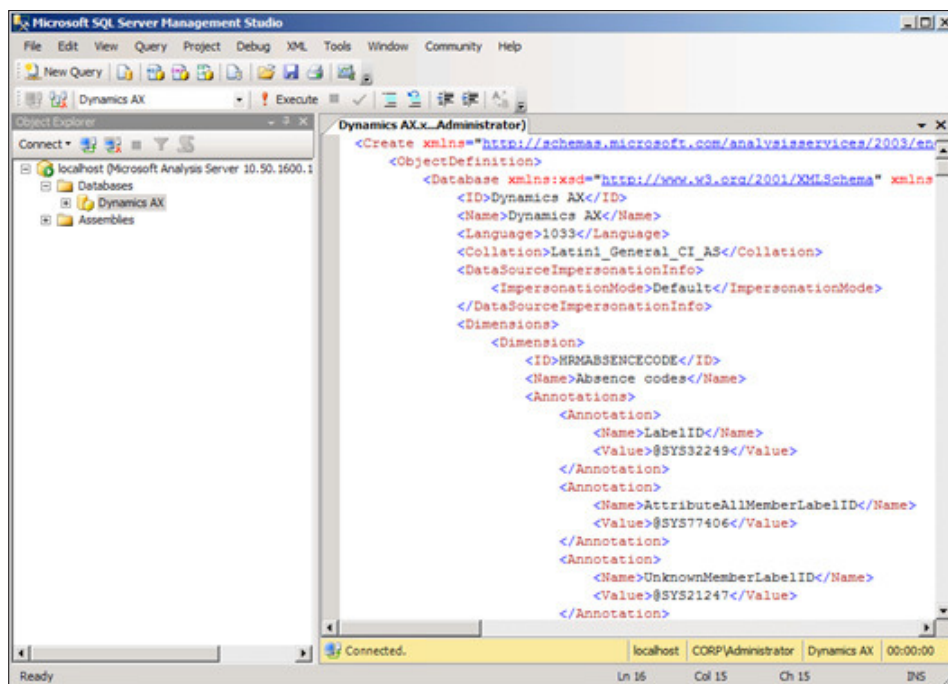 Microsoft SQL Server Management Studio
File Edit View Query Project Debug XML Tools Window Community Help
New Query
Dynamics AX Execute
Object Explorer
Connect
localhost (Microsoft Analysis Server 10.50.1600.1
Databases
Dynamics AX
Assemblies
Dynamics AX.x...Administrator)
<Create xmlns="http://schemas.microsoft.com/analysisservices/2003/en
<ObjectDefinition>
<Database xmlns:xsd="http://www.w3.org/2001/XMLSchema" xmlns
<ID>Dynamics AX</ID>
<Name>Dynamics AX</Name>
<Language>1033</Language>
<Collation>Latin1_General_CI_AS</Collation>
<DataSourceImpersonationInfo>
<ImpersonationMode>Default</ImpersonationMode>
</DataSourceImpersonationInfo>
<Dimensions>
<Dimension>
<ID>HRMABSENCECODE</ID>
<Name>Absence codes</Name>
<Annotations>
<Annotation>
<Name>LabelID</Name>
<Value>@SYS32249</Value>
</Annotation>
<Annotation>
<Name>AttributeAllMemberLabelID</Name>
<Value>@SYS77406</Value>
</Annotation>
<Annotation>
<Name>UnknownMemberLabelID</Name>
<Value>@SYS21247</Value>
</Annotation>
Connected. localhost CORP\Administrator Dynamics AX 00:00:00
Ready Ln 16 Col 15 Ch 15 INS